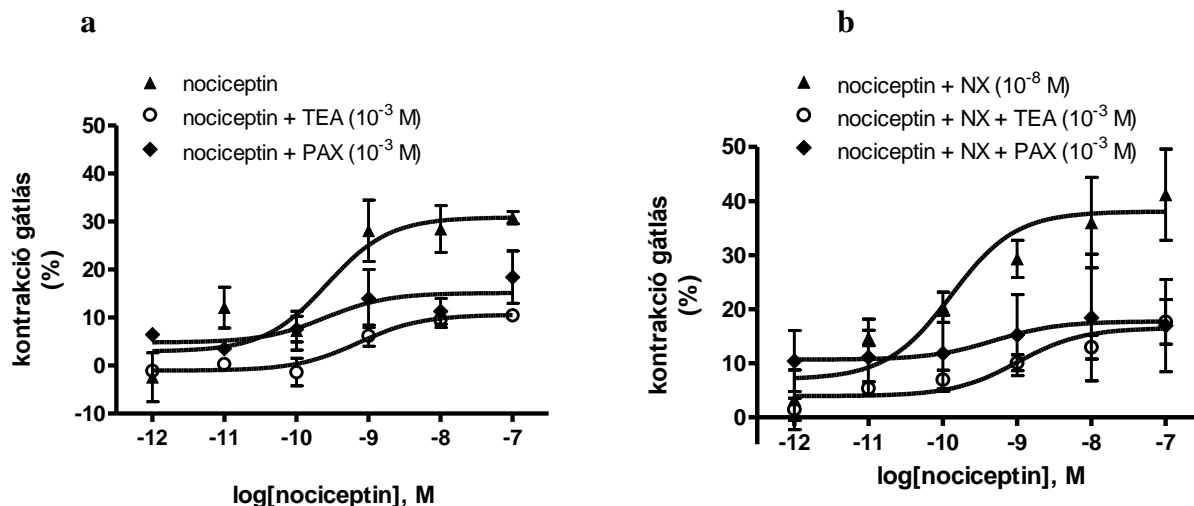 a
nociceptin
nociceptin + TEA (10⁻³ M)
nociceptin + PAX (10⁻³ M)
50
40
30
20
10
0
-10
-12 -11 -10 -9 -8 -7
kontrakció gátlás
(%)
log[nociceptin], M
b
nociceptin + NX (10⁻⁸ M)
nociceptin + NX + TEA (10⁻³ M)
nociceptin + NX + PAX (10⁻³ M)
50
40
30
20
10
0
-12 -11 -10 -9 -8 -7
kontrakció gátlás
(%)
log[nociceptin], M